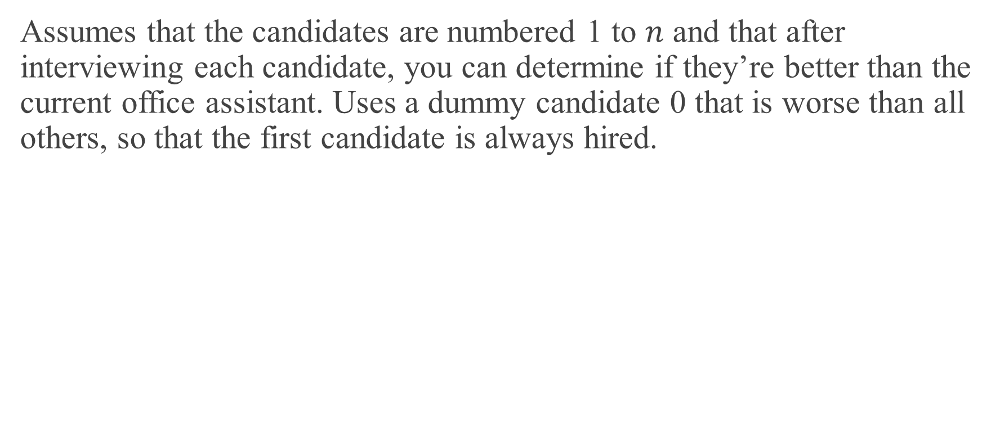 Assumes that the candidates are numbered 1 to n and that after
interviewing each candidate, you can determine if they’re better than the
current office assistant. Uses a dummy candidate 0 that is worse than all
others, so that the first candidate is always hired.